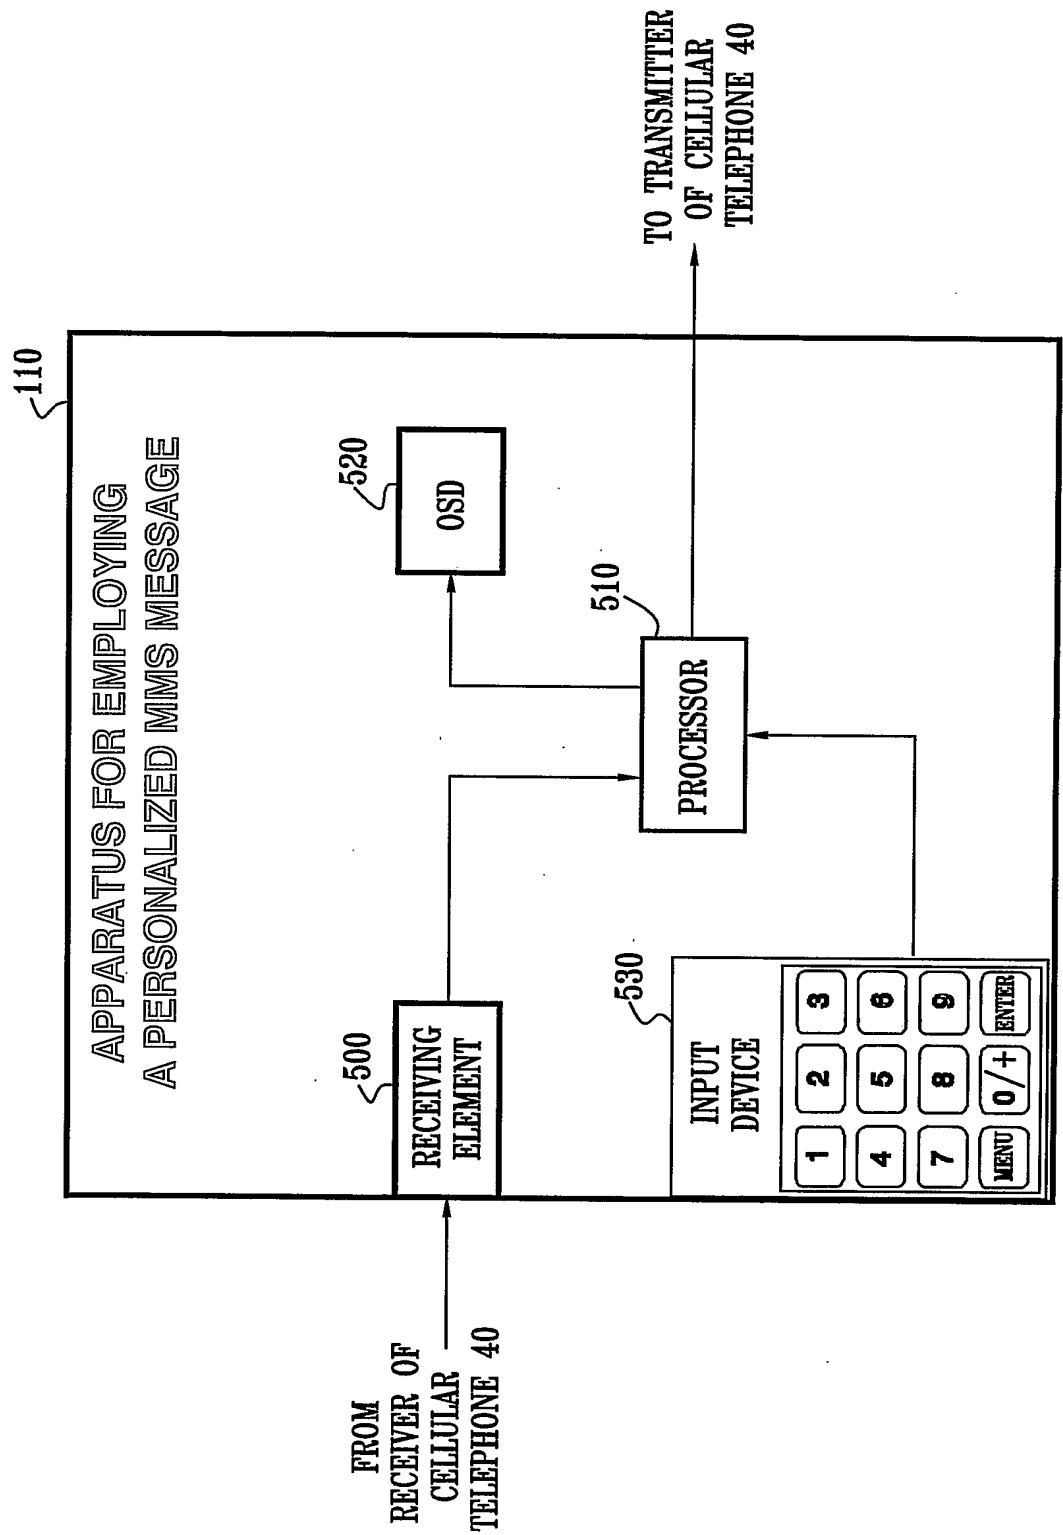 110
APPARATUS FOR EMPLOYING
A PERSONALIZED MMS MESSAGE
520
OSD
500
RECEIVING
ELEMENT
FROM
RECEIVER OF
CELLULAR
TELEPHONE 40
510
PROCESSOR
TO TRANSMITTER
OF CELLULAR
TELEPHONE 40
530
INPUT
DEVICE
1 2 3
4 5 6
7 8 9
MENU 0/+ ENTER